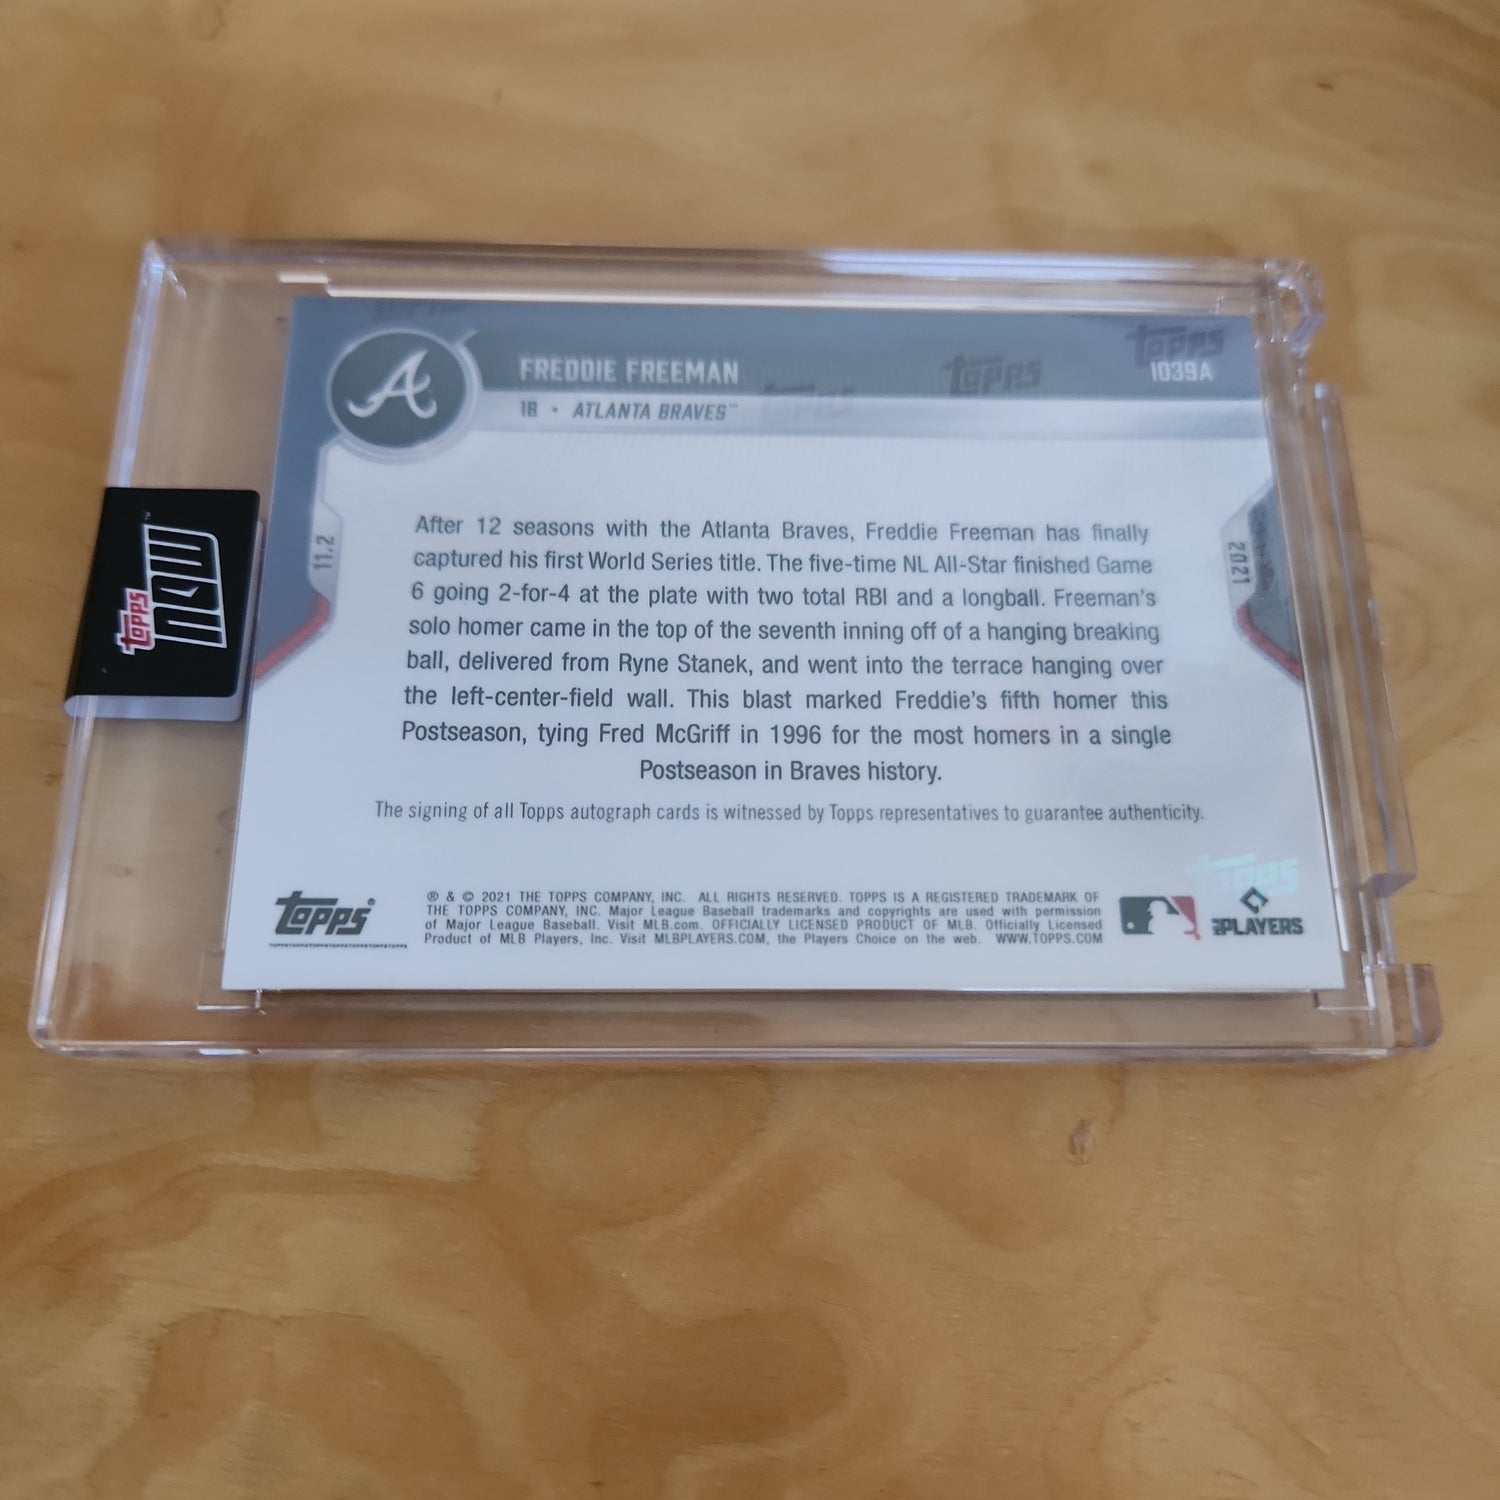 Topps
FREDDIE FREEMAN
Topps
1039A
1B • ATLANTA BRAVES™
Topps
11.2
2021
Topps
NOW
After 12 seasons with the Atlanta Braves, Freddie Freeman has finally
captured his first World Series title. The five-time NL All-Star finished Game
6 going 2-for-4 at the plate with two total RBI and a longball. Freeman's
solo homer came in the top of the seventh inning off of a hanging breaking
ball, delivered from Ryne Stanek, and went into the terrace hanging over
the left-center-field wall. This blast marked Freddie's fifth homer this
Postseason, tying Fred McGriff in 1996 for the most homers in a single
Postseason in Braves history.
The signing of all Topps autograph cards is witnessed by Topps representatives to guarantee authenticity.
Topps
Topps®
® & © 2021 THE TOPPS COMPANY, INC. ALL RIGHTS RESERVED. TOPPS IS A REGISTERED TRADEMARK OF
THE TOPPS COMPANY, INC. Major League Baseball trademarks and copyrights are used with permission
of Major League Baseball. Visit MLB.com. OFFICIALLY LICENSED PRODUCT OF MLB. Officially Licensed
Product of MLB Players, Inc. Visit MLBPLAYERS.COM, the Players Choice on the web. WWW.TOPPS.COM
PLAYERS